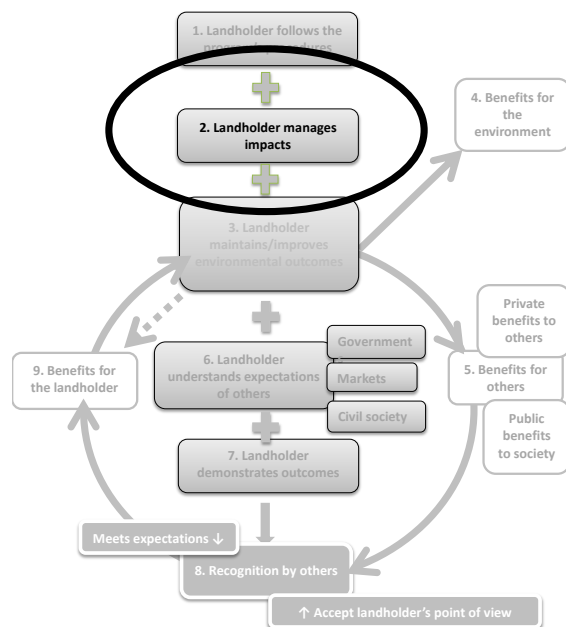 1. Landholder follows the
procedures
2. Landholder manages
impacts
4. Benefits for
the
environment
3. Landholder
maintains/improves
environmental outcomes
Private
benefits to
others
Government
9. Benefits for
the landholder
6. Landholder
understands expectations
of others
Markets
5. Benefits for
others
Civil society
Public
benefits
to society
7. Landholder
demonstrates outcomes
Meets expectations ↓
8. Recognition by others
↑ Accept landholder's point of view